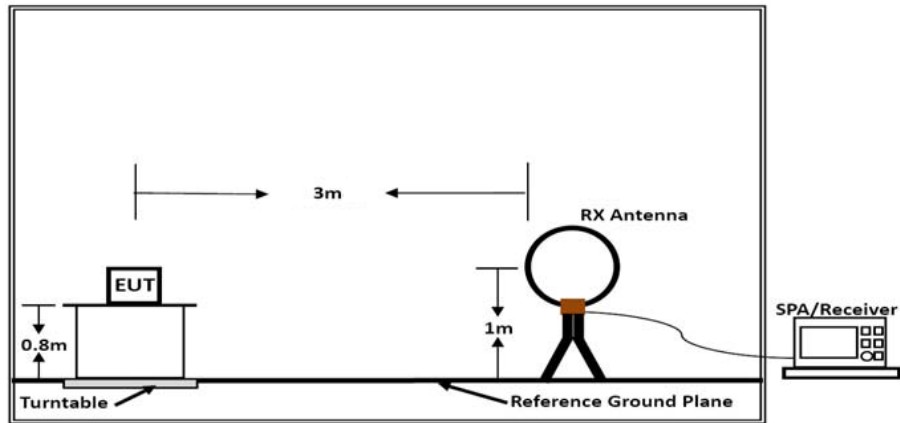 3m
RX Antenna
EUT
SPA/Receiver
0.8m
1m
Turntable
Reference Ground Plane